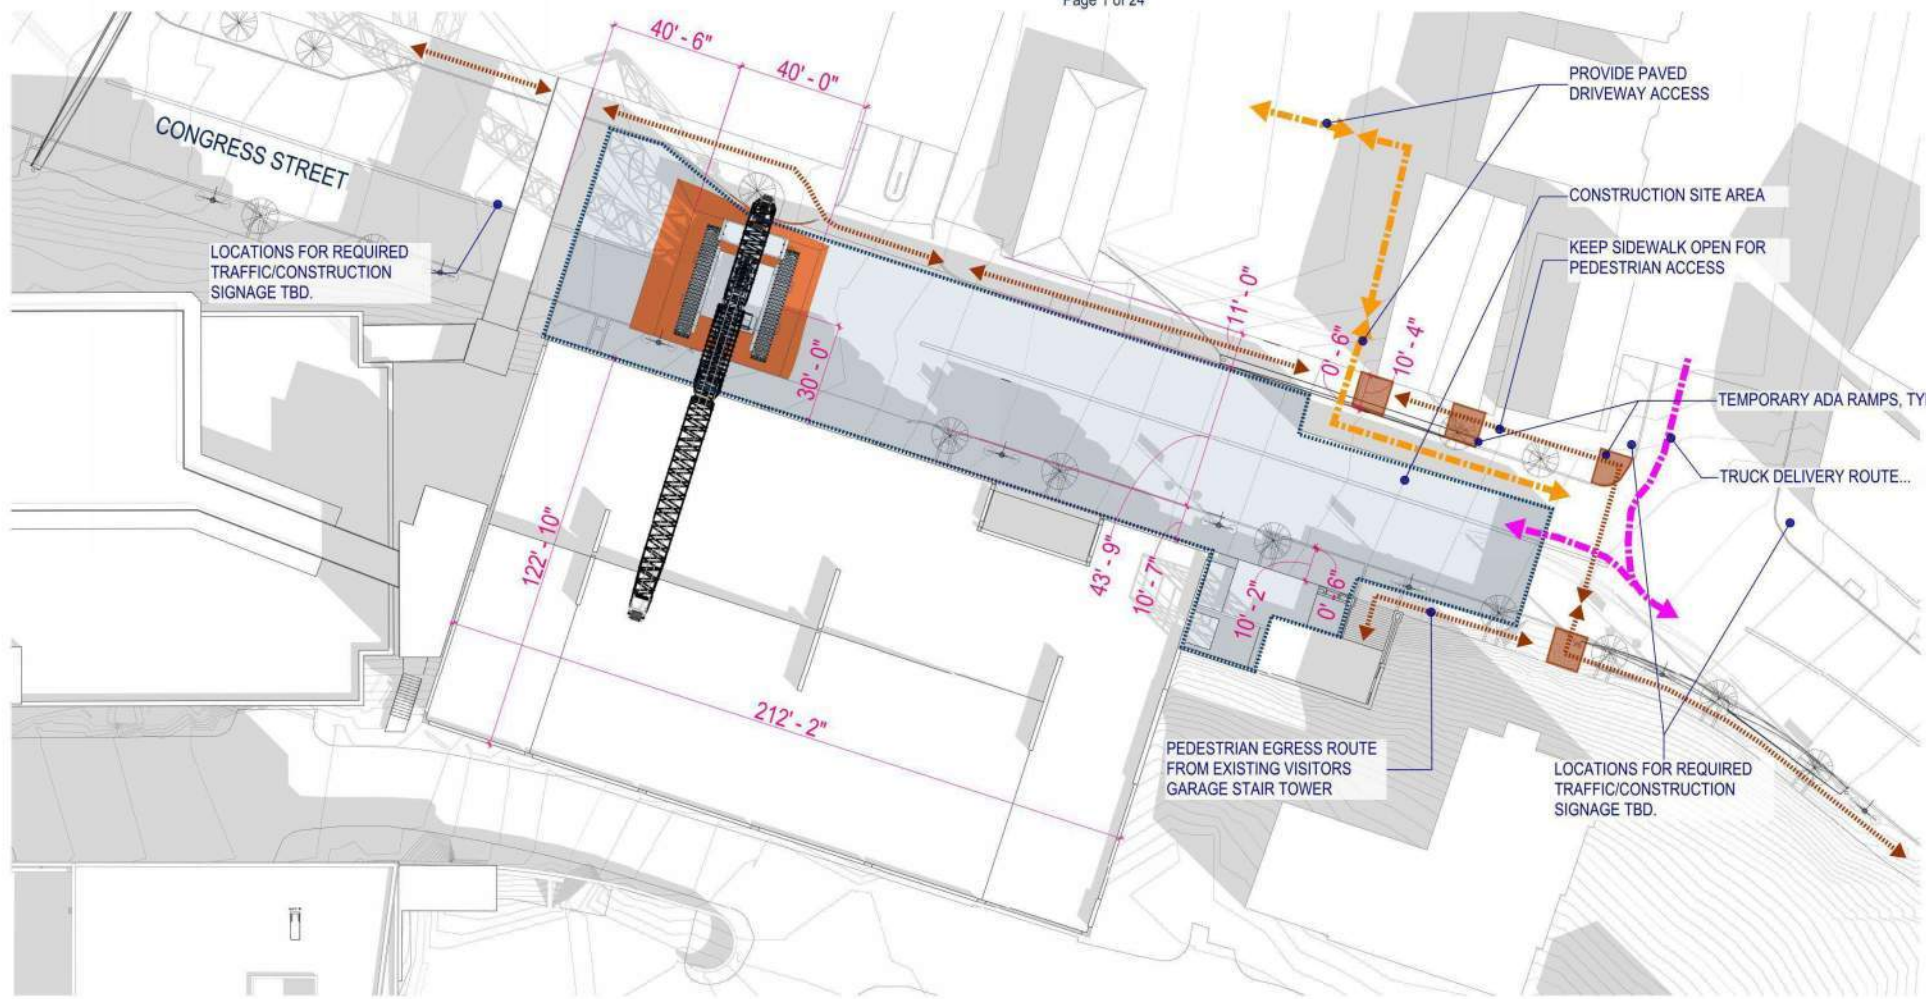 Page 1 of 24
40' - 6"
40' - 0"
PROVIDE PAVED
DRIVEWAY ACCESS
CONGRESS STREET
CONSTRUCTION SITE AREA
LOCATIONS FOR REQUIRED
TRAFFIC/CONSTRUCTION
SIGNAGE TBD.
KEEP SIDEWALK OPEN FOR
PEDESTRIAN ACCESS
11' - 0"
0' - 6"
10' - 4"
30' - 0"
TEMPORARY ADA RAMPS, TY
TRUCK DELIVERY ROUTE...
122' - 10"
43' - 9"
10' - 7"
10' - 2"
0' - 6"
212' - 2"
PEDESTRIAN EGRESS ROUTE
FROM EXISTING VISITORS
GARAGE STAIR TOWER
LOCATIONS FOR REQUIRED
TRAFFIC/CONSTRUCTION
SIGNAGE TBD.